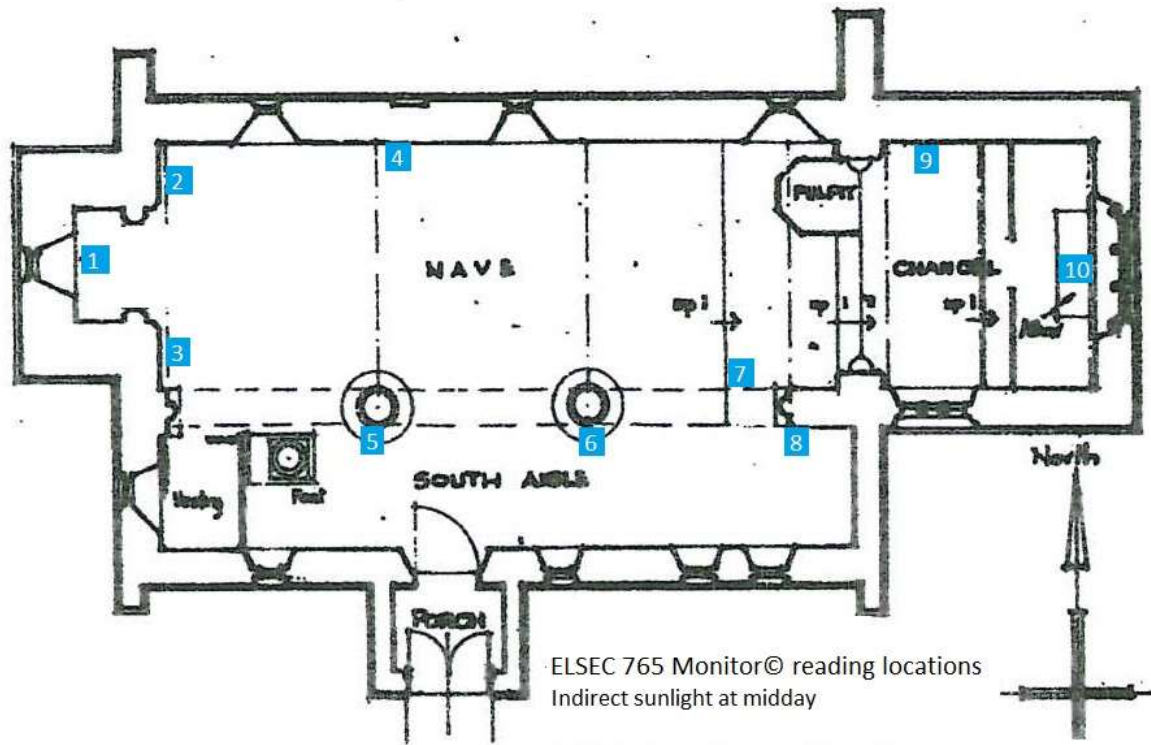 2
4
9
PULPIT
1
NAVE
CHANCEL
10
up 1
up 1
up 1
Altar
3
7
5
6
8
North
SOUTH AISLE
Vestry
Font
PORCH
ELSEC 765 Monitor© reading locations
Indirect sunlight at midday